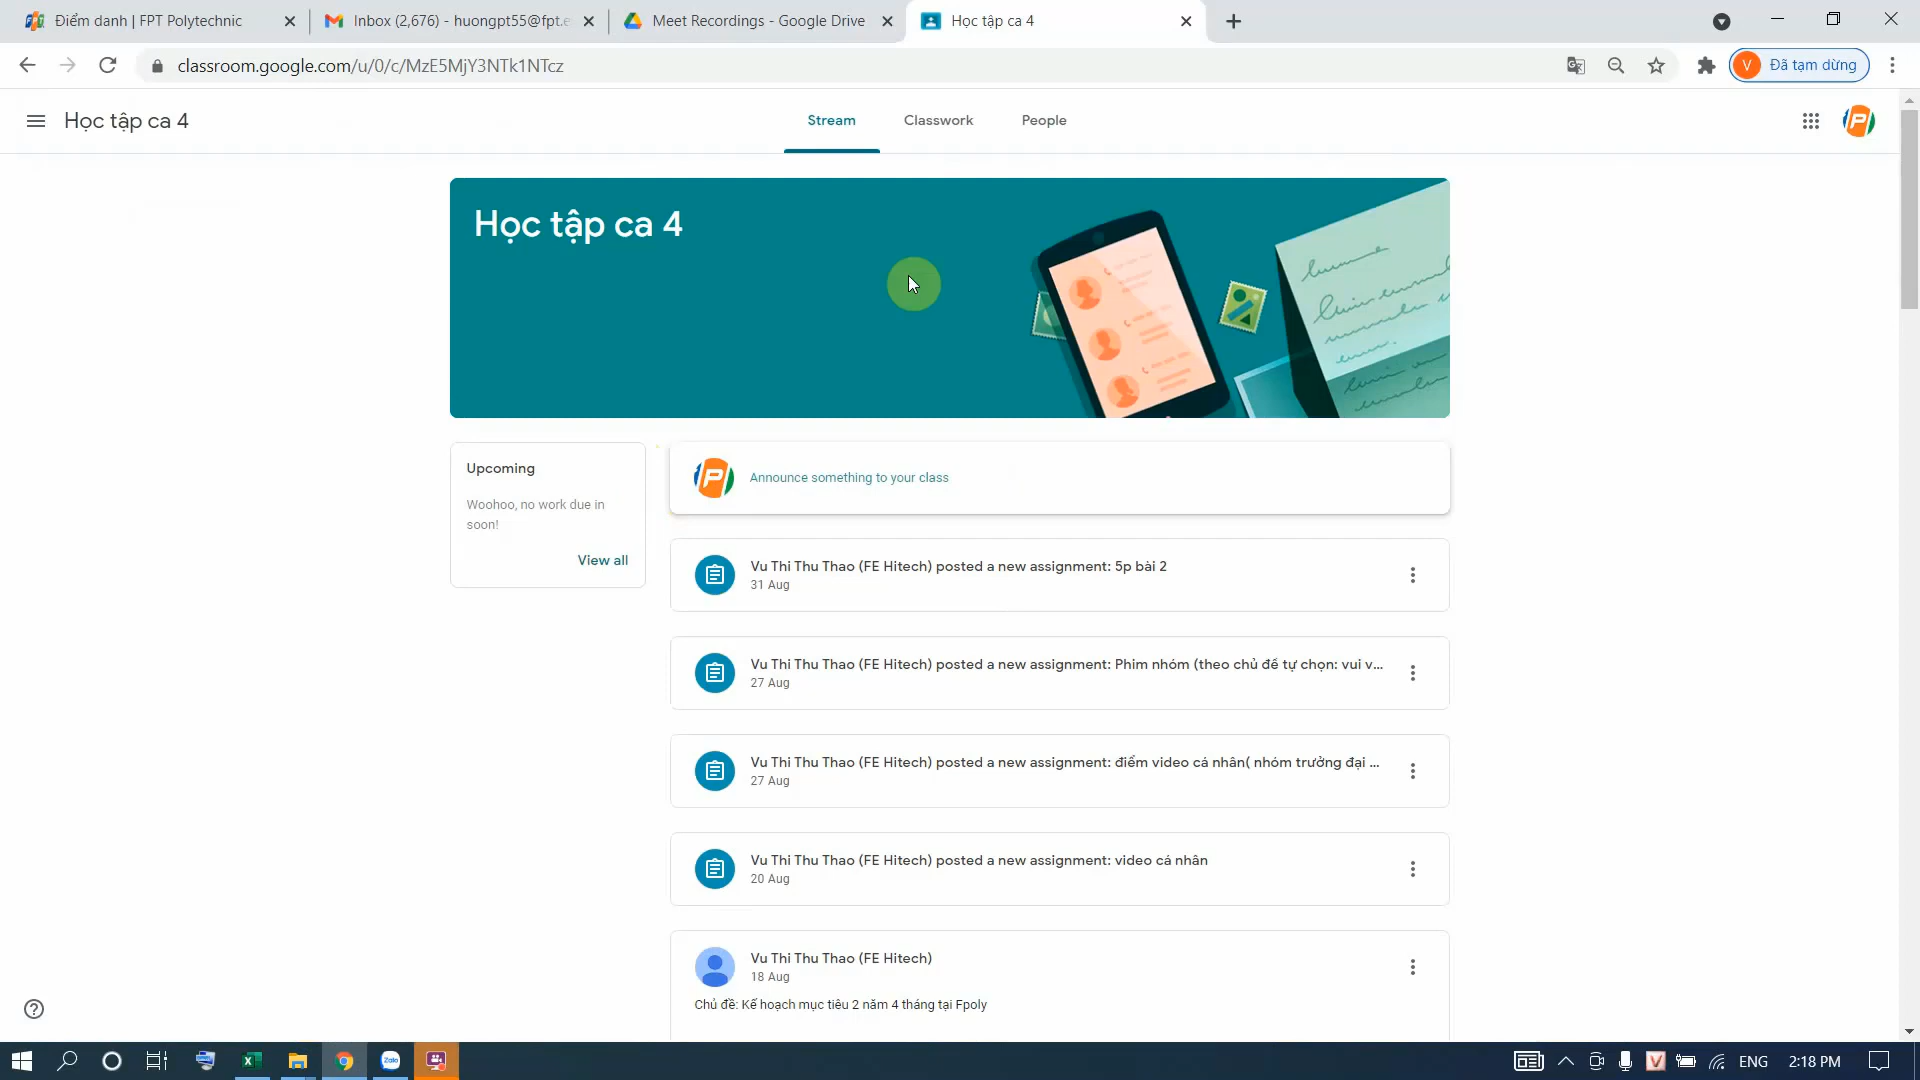 Điểm danh | FPT Polytechnic
Inbox (2,676) - huongpt55@fpt.e
Meet Recordings - Google Drive
Học tập ca 4
classroom.google.com/u/0/c/MzE5MjY3NTk1NTcz
V
Đã tạm dừng
Học tập ca 4
Stream
Classwork
People
Học tập ca 4
Upcoming
Woohoo, no work due in
soon!
View all
Announce something to your class
Vu Thi Thu Thao (FE Hitech) posted a new assignment: 5p bài 2
31 Aug
Vu Thi Thu Thao (FE Hitech) posted a new assignment: Phim nhóm (theo chủ đề tự chọn: vui v...
27 Aug
Vu Thi Thu Thao (FE Hitech) posted a new assignment: điểm video cá nhân( nhóm trưởng đại ...
27 Aug
Vu Thi Thu Thao (FE Hitech) posted a new assignment: video cá nhân
20 Aug
Vu Thi Thu Thao (FE Hitech)
18 Aug
Chủ đề: Kế hoạch mục tiêu 2 năm 4 tháng tại Fpoly
Zalo
ENG
2:18 PM